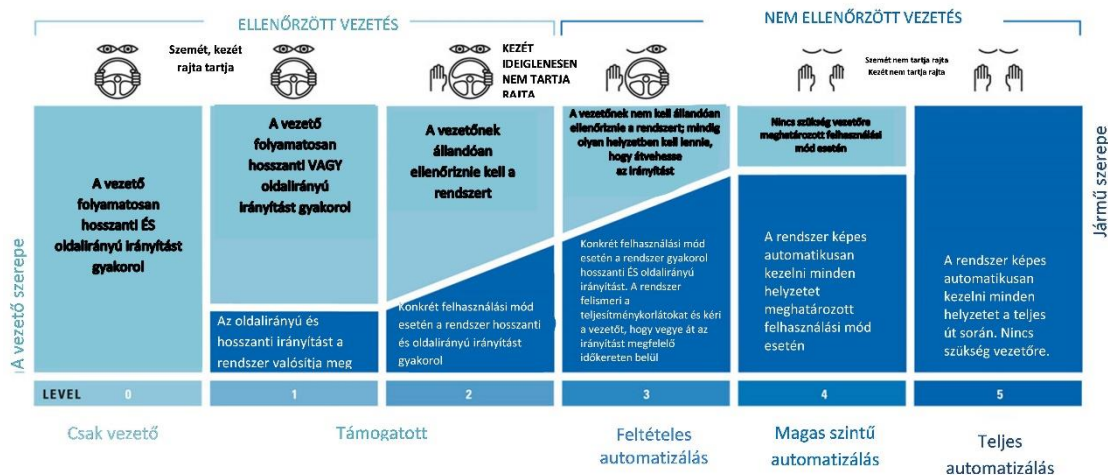 ELLENŐRZÖTT VEZETÉS
NEM ELLENŐRZÖTT VEZETÉS
Szemét, kezét
rajta tartja
KEZÉT
IDEIGLENESEN
NEM TARTJA
RAJTA
Szemét nem tartja rajta
Kezét nem tartja rajta
A vezető szerepe
A vezető
folyamatosan
hosszanti ÉS
oldalirányú irányítást
gyakorol
A vezető
folyamatosan
hosszanti VAGY
oldalirányú
irányítást gyakorol
Az oldalirányú és
hosszanti irányítást a
rendszer valósítja meg
A vezetőnek
állandóan
ellenőriznie kell a
rendszert
Konkrét felhasználási mód
esetén a rendszer hosszanti
és oldalirányú irányítást
gyakorol
A vezetőnek nem kell állandóan
ellenőriznie a rendszert; mindig
olyan helyzetben kell lennie,
hogy átvehesse
az irányítást
Konkrét felhasználási mód
esetén a rendszer gyakorol
hosszanti ÉS oldalirányú
irányítást. A rendszer
felismeri a
teljesítménykorlátokat és kéri
a vezetőt, hogy vegye át az
irányítást megfelelő
időkereten belül
Nincs szükség vezetőre
meghatározott felhasználási
mód esetén
A rendszer képes
automatikusan
kezelni minden
helyzetet
meghatározott
felhasználási mód
esetén
A rendszer képes
automatikusan
kezelni minden
helyzetet a teljes
út során. Nincs
szükség vezetőre.
Jármű szerepe
LEVEL 0 1 2 3 4 5
Csak vezető
Támogatott
Feltételes
automatizálás
Magas szintű
automatizálás
Teljes
automatizálás